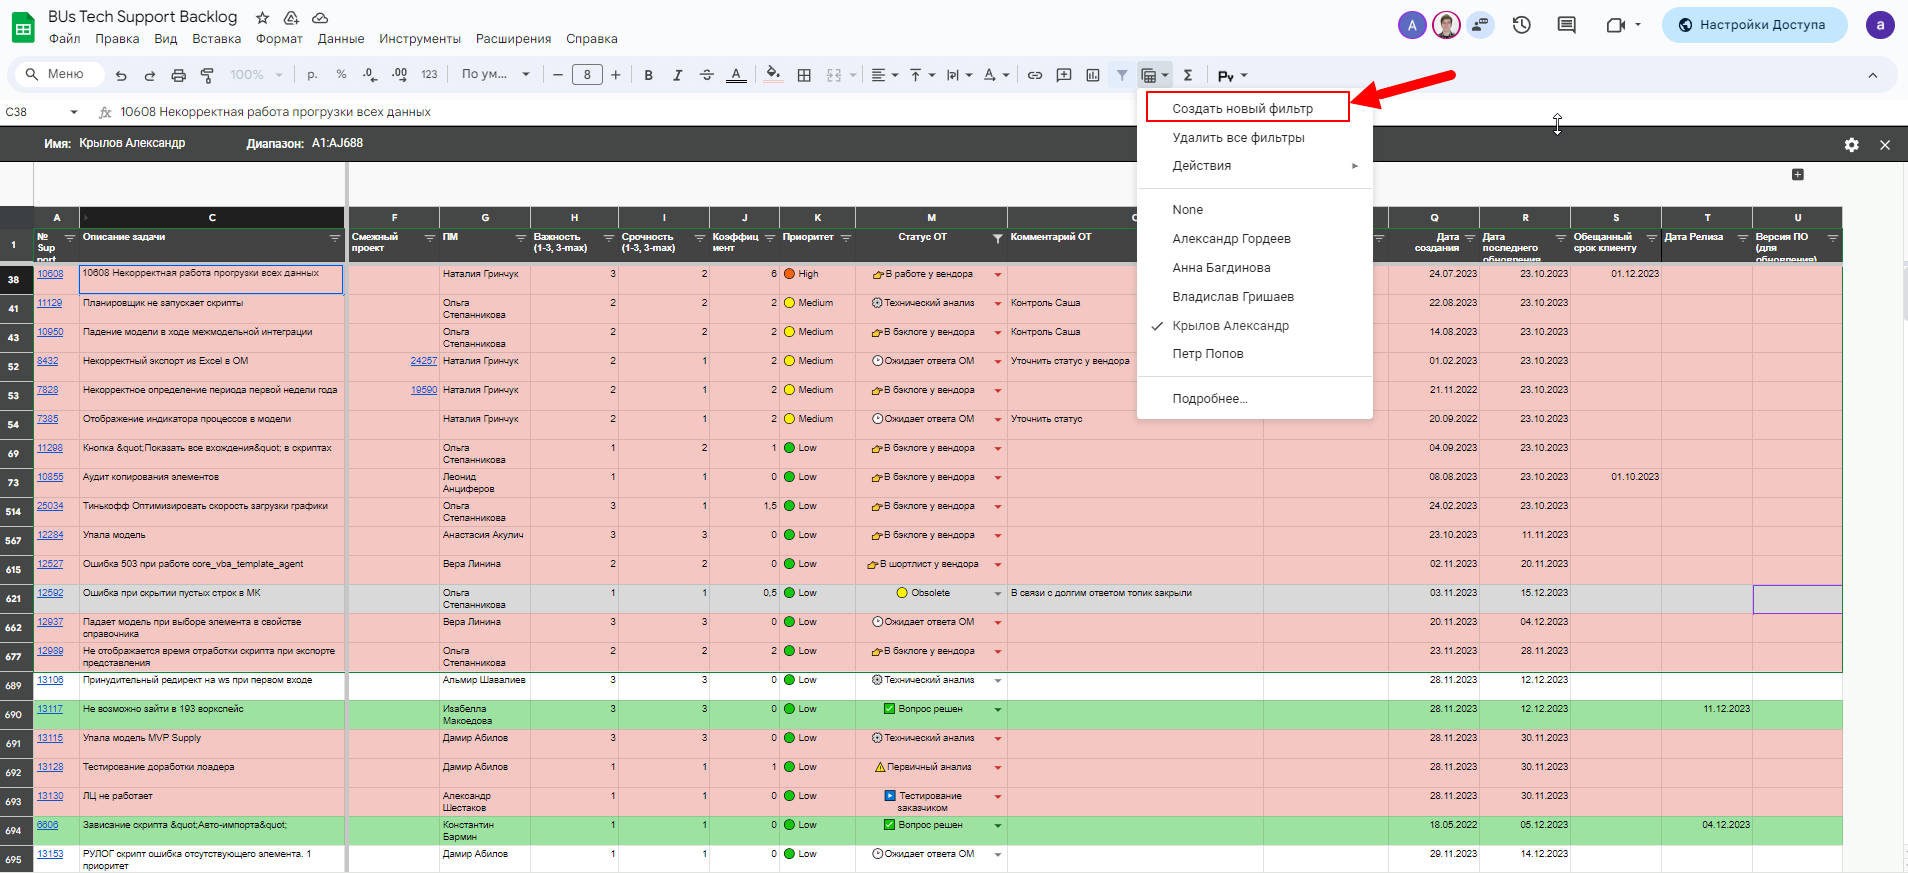 BUs Tech Support Backlog
Файл Правка Вид Вставка Формат Данные Инструменты Расширения Справка
A
Настройки Доступа
a
Меню 100% р. % .0 .00 123 По ум... 8 B I A Σ Py
C38 fx 10608 Некорректная работа прогрузки всех данных
Имя: Крылов Александр Диапазон: A1:AJ688
Создать новый фильтр
Удалить все фильтры
Действия
None
Александр Гордеев
Анна Багдинова
Владислав Гришаев
Крылов Александр
Петр Попов
Подробнее...
A C F G H I J K M Q R S T U
1 № Sup port Описание задачи Смежный проект ПМ Важность (1-3, 3-max) Срочность (1-3, 3-max) Коэффиц иент Приоритет Статус ОТ Комментарий ОТ Дата создания Дата последнего обновления Обещанный срок клиенту Дата Релиза Версия ПО (для обновления)
38 10608 10608 Некорректная работа прогрузки всех данных Наталия Гринчук 3 2 6 High В работе у вендора 24.07.2023 23.10.2023 01.12.2023
41 11129 Планировщик не запускает скрипты Ольга Степанникова 2 2 2 Medium Технический анализ Контроль Саша 22.08.2023 23.10.2023
43 10950 Падение модели в ходе межмодельной интеграции Ольга Степанникова 2 2 2 Medium В бэклоге у вендора Контроль Саша 14.08.2023 23.10.2023
52 8432 Некорректный экспорт из Excel в ОМ 24257 Наталия Гринчук 2 1 2 Medium Ожидает ответа ОМ Уточнить статус у вендора 01.02.2023 23.10.2023
53 7828 Некорректное определение периода первой недели года 19590 Наталия Гринчук 2 1 2 Medium В бэклоге у вендора 21.11.2022 23.10.2023
54 7385 Отображение индикатора процессов в модели Наталия Гринчук 2 1 2 Medium Ожидает ответа ОМ Уточнить статус 20.09.2022 23.10.2023
69 11298 Кнопка &quot;Показать все вхождения&quot; в скриптах Ольга Степанникова 1 2 1 Low В бэклоге у вендора 04.09.2023 23.10.2023
73 10855 Аудит копирования элементов Леонид Анциферов 1 1 0 Low В бэклоге у вендора 08.08.2023 23.10.2023 01.10.2023
514 25034 Тинькофф Оптимизировать скорость загрузки графики Ольга Степанникова 3 1 1,5 Low В бэклоге у вендора 24.02.2023 23.10.2023
567 12284 Упала модель Анастасия Акулич 3 3 0 Low В бэклоге у вендора 23.10.2023 11.11.2023
615 12527 Ошибка 503 при работе core_vba_template_agent Вера Линина 2 2 0 Low В шортлист у вендора 02.11.2023 20.11.2023
621 12592 Ошибка при скрытии пустых строк в МК Ольга Степанникова 1 1 0,5 Low Obsolete В связи с долгим ответом топик закрыли 03.11.2023 15.12.2023
662 12937 Падает модель при выборе элемента в свойстве справочника Вера Линина 3 3 0 Low Ожидает ответа ОМ 20.11.2023 04.12.2023
677 12989 Не отображается время отработки скрипта при экспорте представления Ольга Степанникова 2 2 2 Low В бэклоге у вендора 23.11.2023 28.11.2023
689 13106 Принудительный редирект на ws при первом входе Альмир Шавалиев 3 3 0 Low Технический анализ 28.11.2023 12.12.2023
690 13117 Не возможно зайти в 193 воркспейс Изабелла Макоедова 3 3 0 Low Вопрос решен 28.11.2023 12.12.2023 11.12.2023
691 13115 Упала модель MVP Supply Дамир Абилов 3 3 0 Low Технический анализ 28.11.2023 30.11.2023
692 13128 Тестирование доработки лоадера Дамир Абилов 1 1 1 Low Первичный анализ 28.11.2023 30.11.2023
693 13130 ЛЦ не работает Александр Шестаков 1 1 0 Low Тестирование заказчиком 28.11.2023 30.11.2023
694 6606 Зависание скрипта &quot;Авто-импорта&quot; Константин Бармин 1 1 0 Low Вопрос решен 18.05.2022 05.12.2023 04.12.2023
695 13153 РУЛОГ скрипт ошибка отсутствующего элемента. 1 приоритет Дамир Абилов 1 1 0 Low Ожидает ответа ОМ 29.11.2023 14.12.2023